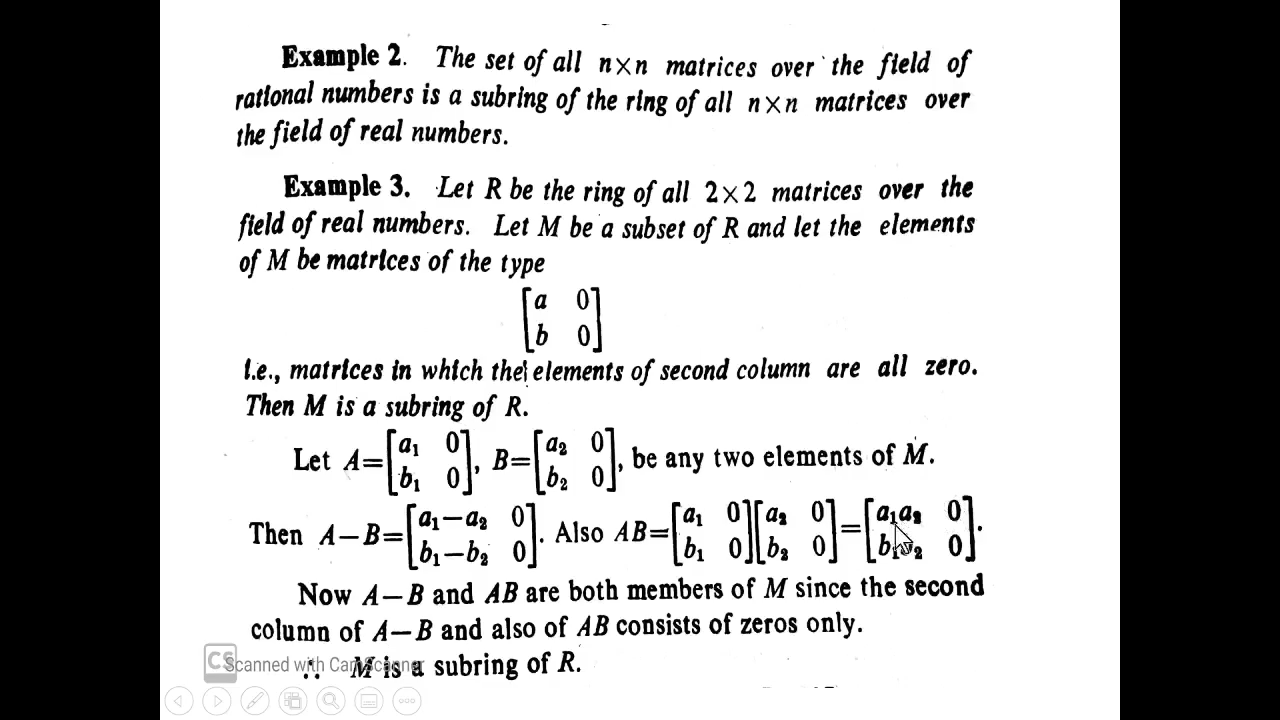 Example 2. The set of all n×n matrices over the field of
rational numbers is a subring of the ring of all n×n matrices over
the field of real numbers.
Example 3. Let R be the ring of all 2×2 matrices over the
field of real numbers. Let M be a subset of R and let the elements
of M be matrices of the type
[a 0
b 0]
i.e., matrices in which the elements of second column are all zero.
Then M is a subring of R.
Let A=[a₁ 0
b₁ 0], B=[a₂ 0
b₂ 0], be any two elements of M.
Then A−B=[a₁−a₂ 0
b₁−b₂ 0]. Also AB=[a₁ 0
b₁ 0][a₂ 0
b₂ 0]=[a₁a₂ 0
0].
Now A−B and AB are both members of M since the second
column of A−B and also of AB consists of zeros only.
∴ M is a subring of R.
CS Scanned with CamScanner